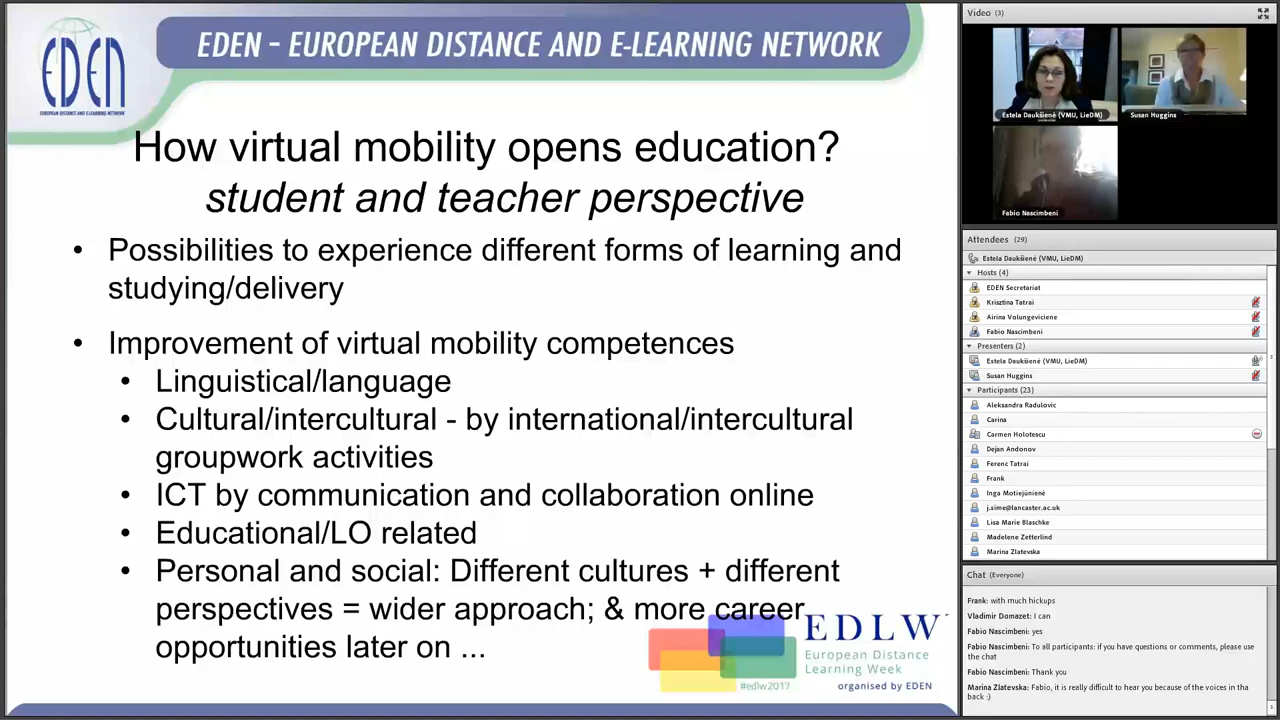 EDEN
EUROPEAN DISTANCE AND E-LEARNING NETWORK
EDEN – EUROPEAN DISTANCE AND E-LEARNING NETWORK
How virtual mobility opens education?
student and teacher perspective
• Possibilities to experience different forms of learning and
studying/delivery
• Improvement of virtual mobility competences
• Linguistical/language
• Cultural/intercultural - by international/intercultural
groupwork activities
• ICT by communication and collaboration online
• Educational/LO related
• Personal and social: Different cultures + different
perspectives = wider approach; & more career
opportunities later on ...
EDLW
European Distance
Learning Week
#edlw2017
organised by EDEN
Video (3)
Estela Daukšienė (VMU, LieDM)
Susan Huggins
Fabio Nascimbeni
Attendees (29)
Estela Daukšienė (VMU, LieDM)
Hosts (4)
EDEN Secretariat
Krisztina Tatrai
Airina Volungeviciene
Fabio Nascimbeni
Presenters (2)
Estela Daukšienė (VMU, LieDM)
Susan Huggins
Participants (23)
Aleksandra Radulovic
Carina
Carmen Holotescu
Dejan Andonov
Ferenc Tatrai
Frank
Inga Motiejūnienė
j.sime@lancaster.ac.uk
Lisa Marie Blaschke
Madelene Zetterlind
Marina Zlatevska
Chat (Everyone)
Frank: with much hickups
Vladimir Domazet: I can
Fabio Nascimbeni: yes
Fabio Nascimbeni: To all participants: if you have questions or comments, please use
the chat
Fabio Nascimbeni: Thank you
Marina Zlatevska: Fabio, it is really difficult to hear you because of the voices in tha
back :)